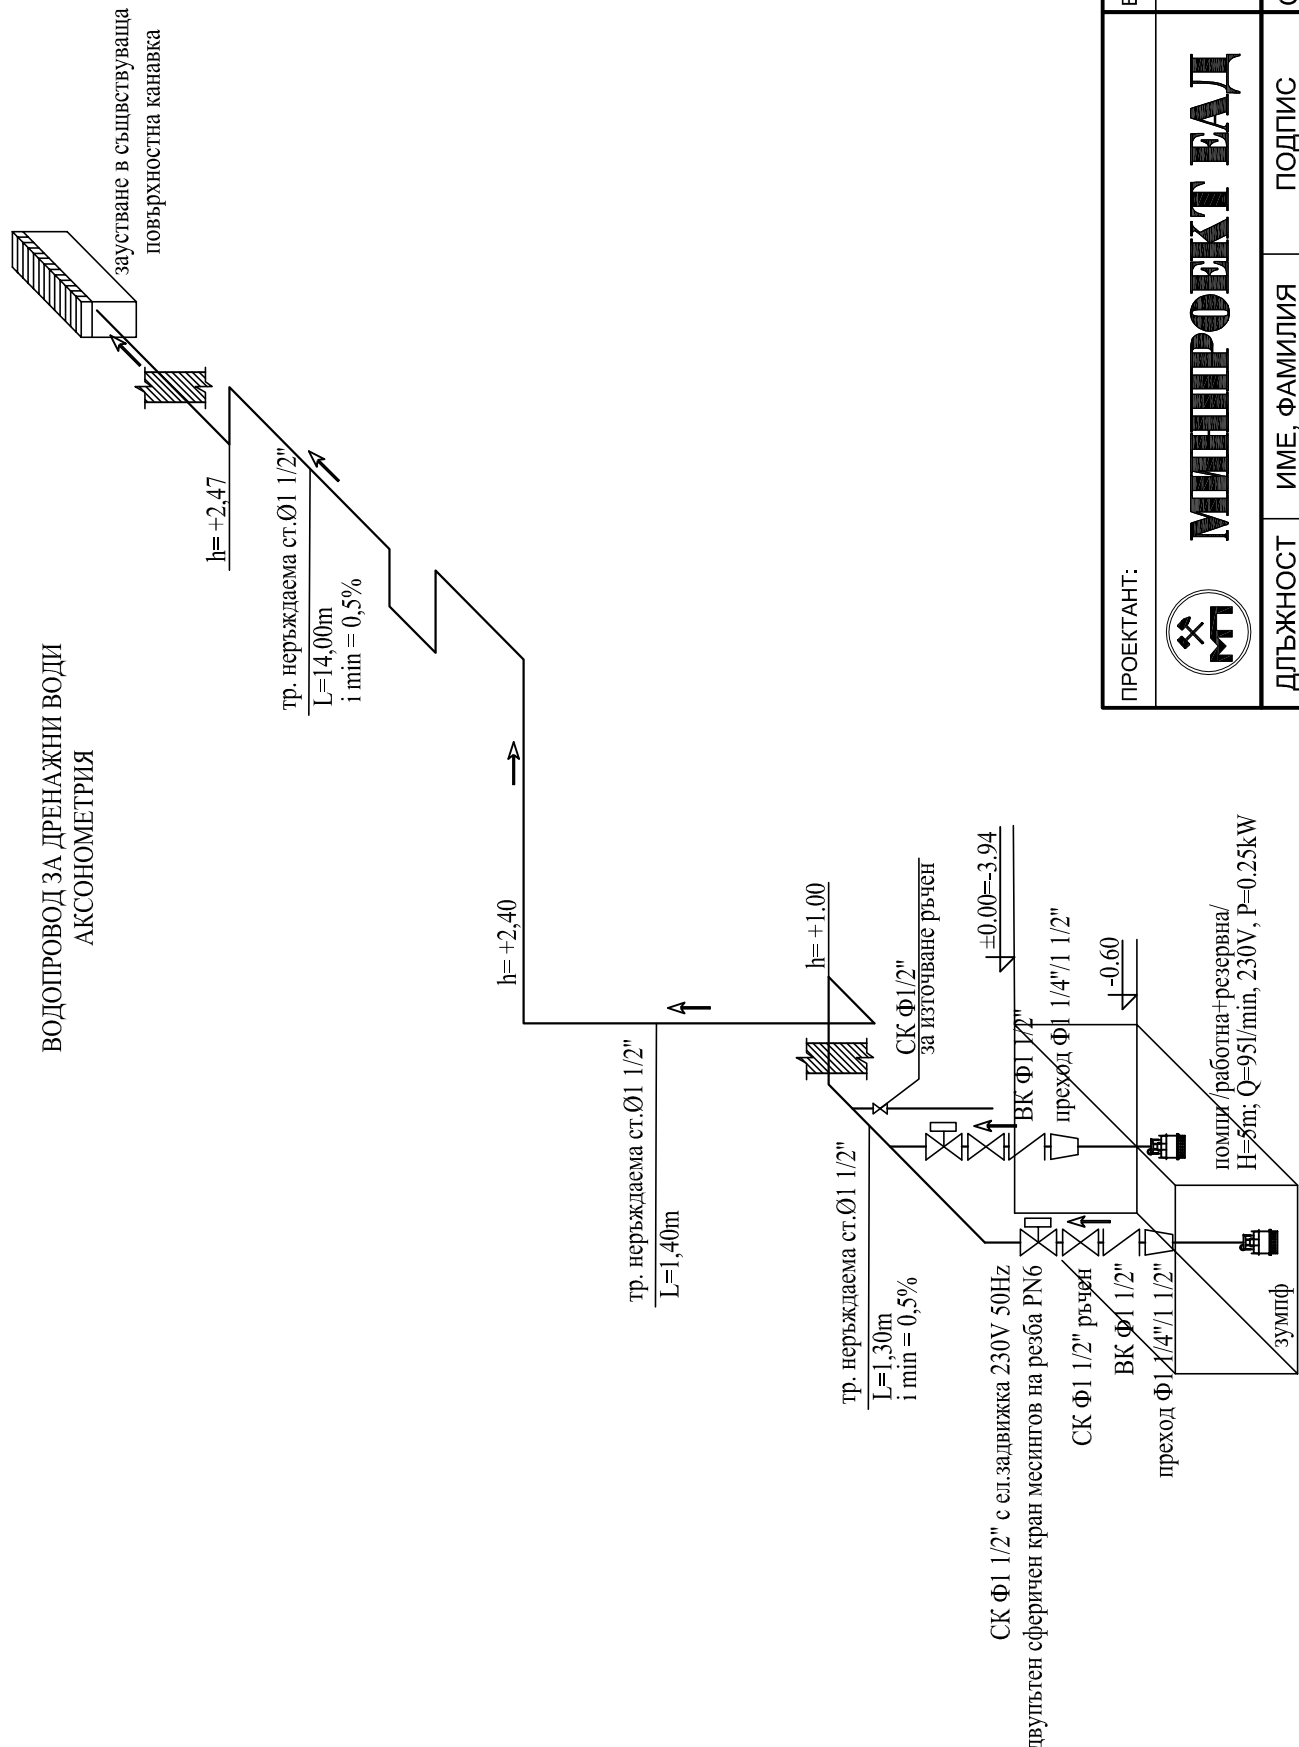 ВОДОПРОВОД ЗА ДРЕНАЖНИ ВОДИ
АКСОНОМЕТРИЯ
заустване в същвствуваща
повърхностна канавка
h= +2,47
тр. неръждаема ст.Ø1 1/2"
L=14,00m
i min = 0,5%
h= +2,40
тр. неръждаема ст.Ø1 1/2"
L=1,40m
h= +1.00
СК Ф1/2"
за източване ръчен
±0.00=-3.94
ВК Ф1 1/2"
преход Ф1 1/4"/1 1/2"
-0.60
помпи /работна+резервна/
H=5m; Q=95l/min, 230V, P=0.25kW
тр. неръждаема ст.Ø1 1/2"
L=1,30m
i min = 0,5%
СК Ф1 1/2" с ел.задвижка 230V 50Hz
двупътен сферичен кран месингов на резба PN6
СК Ф1 1/2" ръчен
ВК Ф1 1/2"
преход Ф1 1/4"/1 1/2"
зумпф
ПРОЕКТАНТ:
МП
МИНПРОЕКТ ЕАД
ДЛЪЖНОСТ
ИМЕ, ФАМИЛИЯ
ПОДПИС